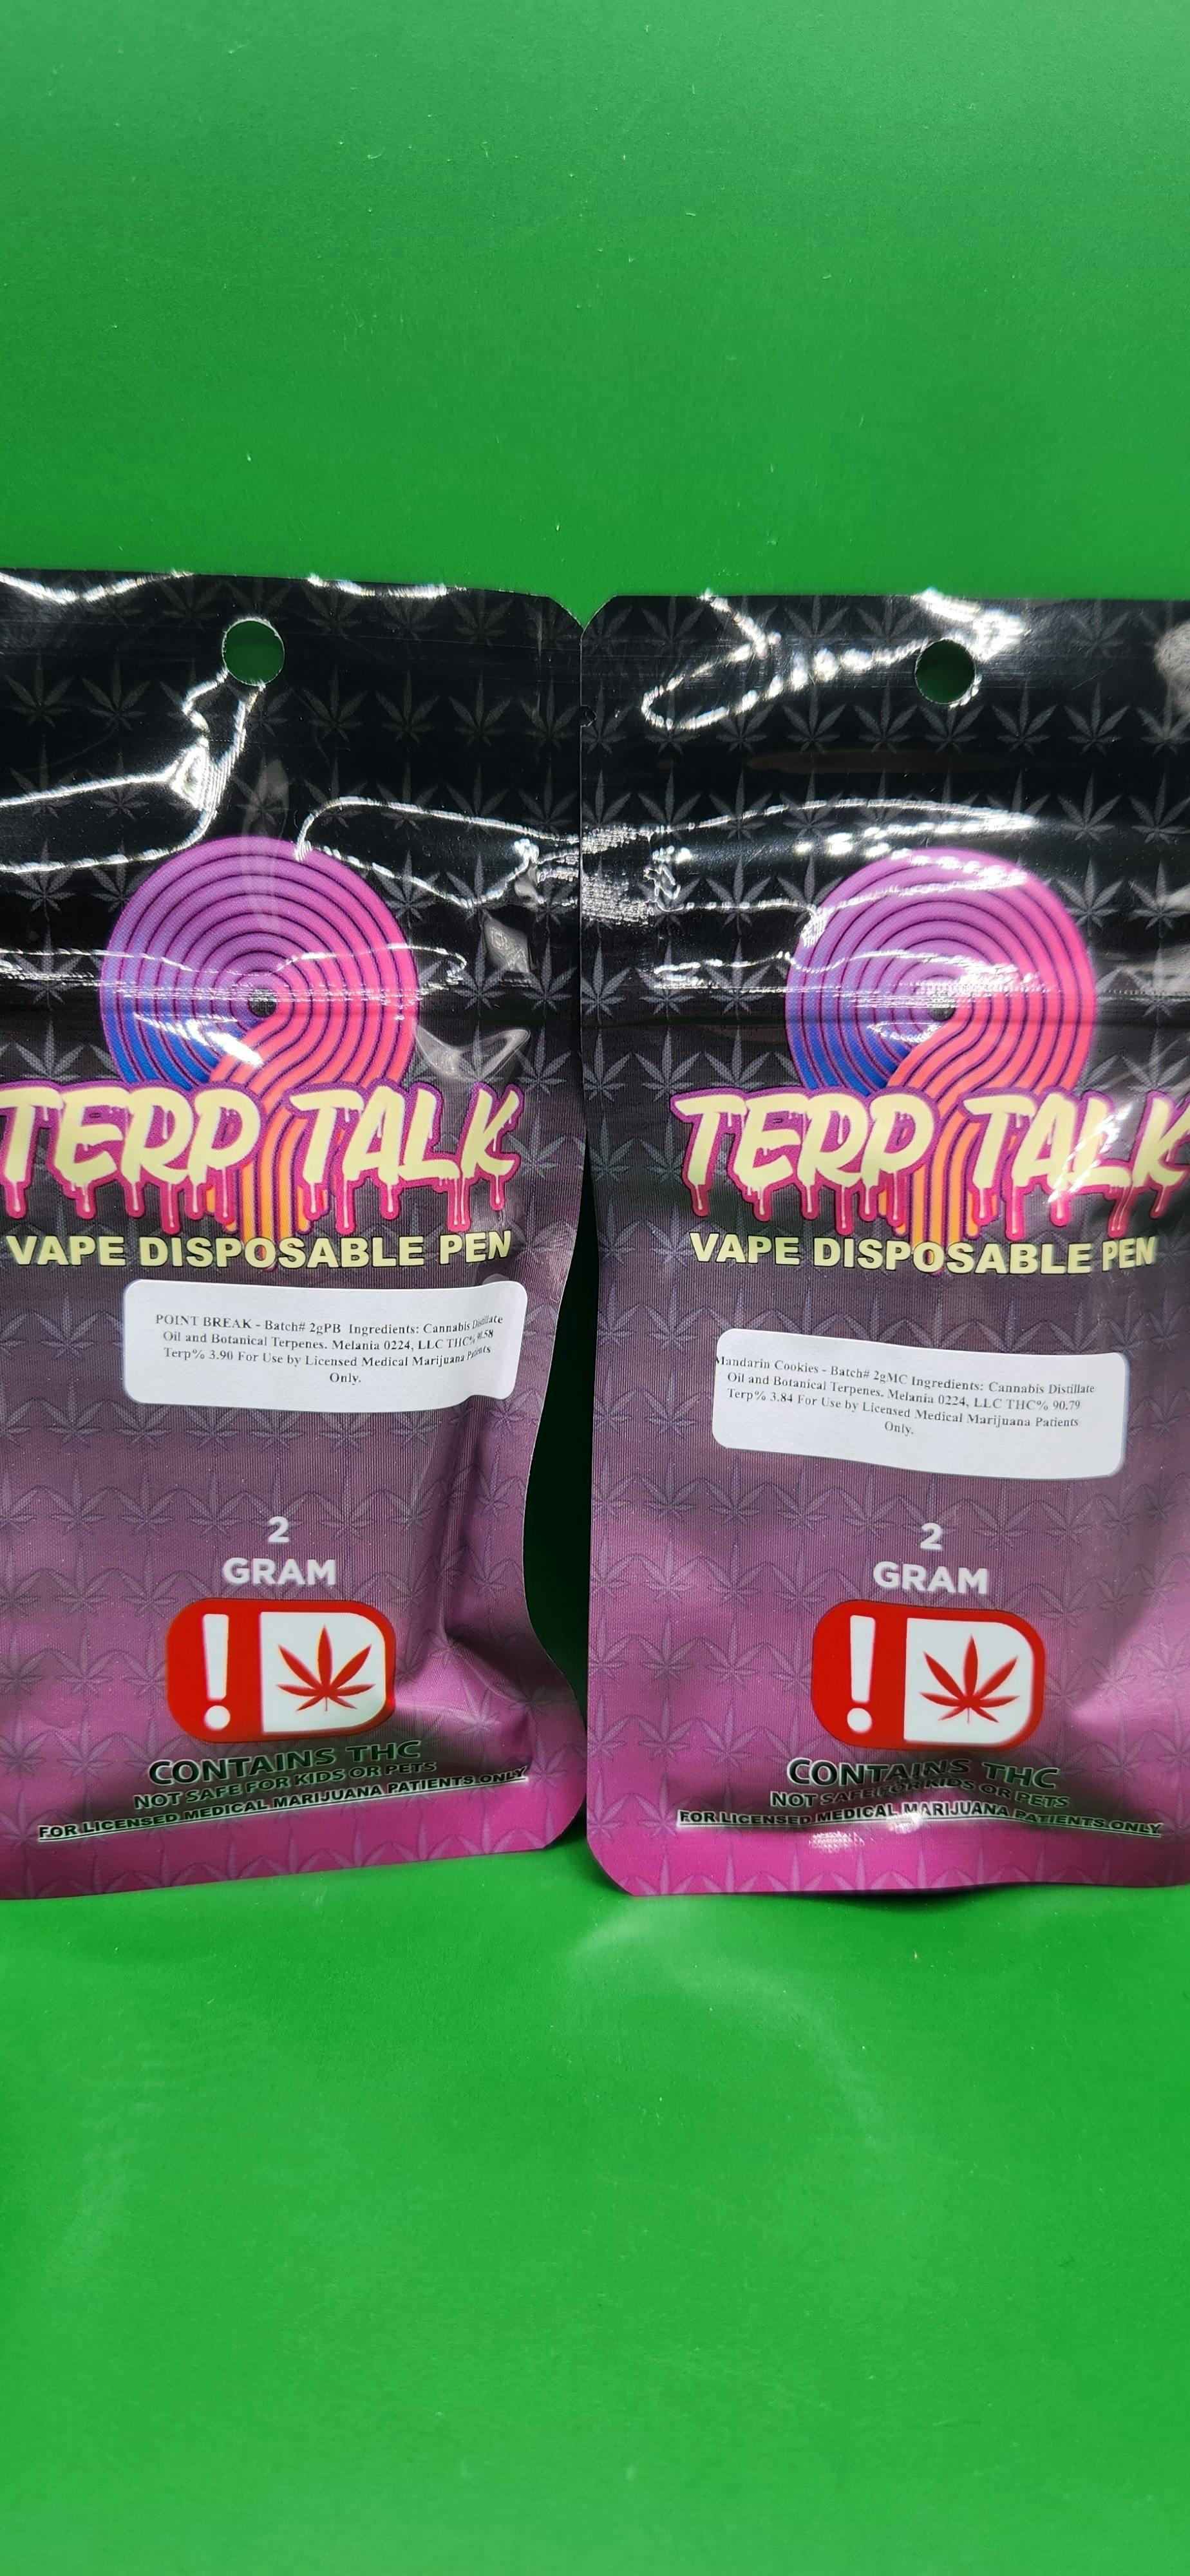 TERP TALK
VAPE DISPOSABLE PEN
POINT BREAK - Batch# 2gPB Ingredients: Cannabis Distillate
Oil and Botanical Terpenes. Melania 0224, LLC THC%
Terp% 3.90 For Use by Licensed Medical Marijuana Patients
Only.
2
GRAM
!
CONTAINS THC
NOT SAFE FOR KIDS OR PETS
FOR LICENSED MEDICAL MARIJUANA PATIENTS ONLY
TERP TALK
VAPE DISPOSABLE PEN
Mandarin Cookies - Batch# 2gMC Ingredients: Cannabis Distillate
Oil and Botanical Terpenes. Melania 0224, LLC THC% 90.79
Terp% 3.84 For Use by Licensed Medical Marijuana Patients
Only.
2
GRAM
!
CONTAINS THC
NOT SAFE FOR KIDS OR PETS
FOR LICENSED MEDICAL MARIJUANA PATIENTS ONLY